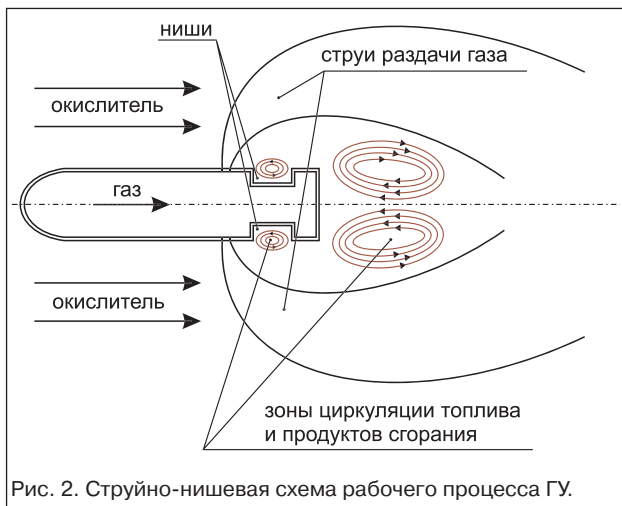 ниши
струи раздачи газа
окислитель
газ
окислитель
зоны циркуляции топлива
и продуктов сгорания
Рис. 2. Струйно-нишевая схема рабочего процесса ГУ.